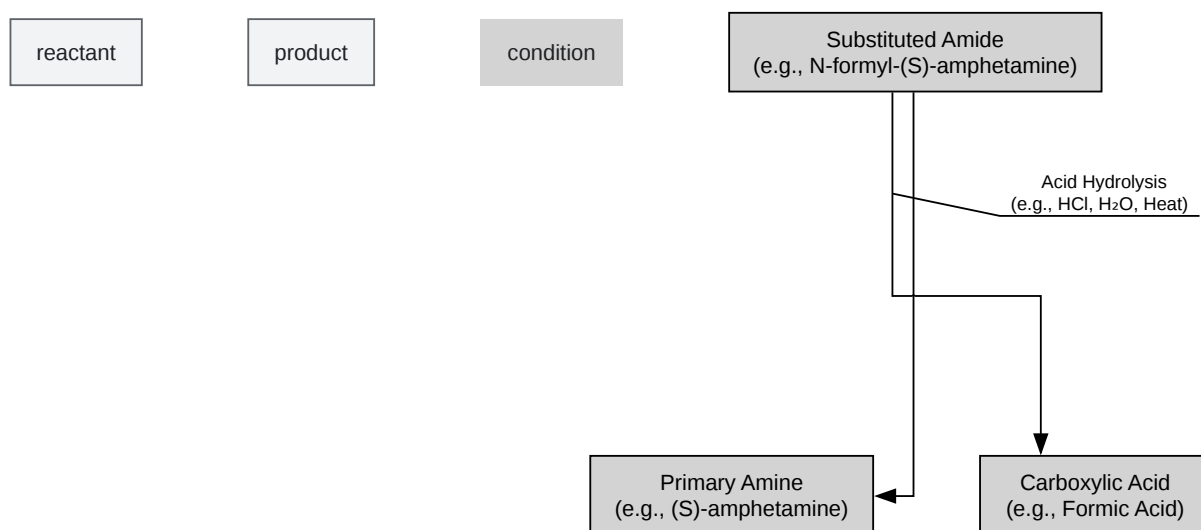 reactant
product
condition
Substituted Amide
(e.g., N-formyl-(S)-amphetamine)
Acid Hydrolysis
(e.g., HCl, H₂O, Heat)
Primary Amine
(e.g., (S)-amphetamine)
Carboxylic Acid
(e.g., Formic Acid)